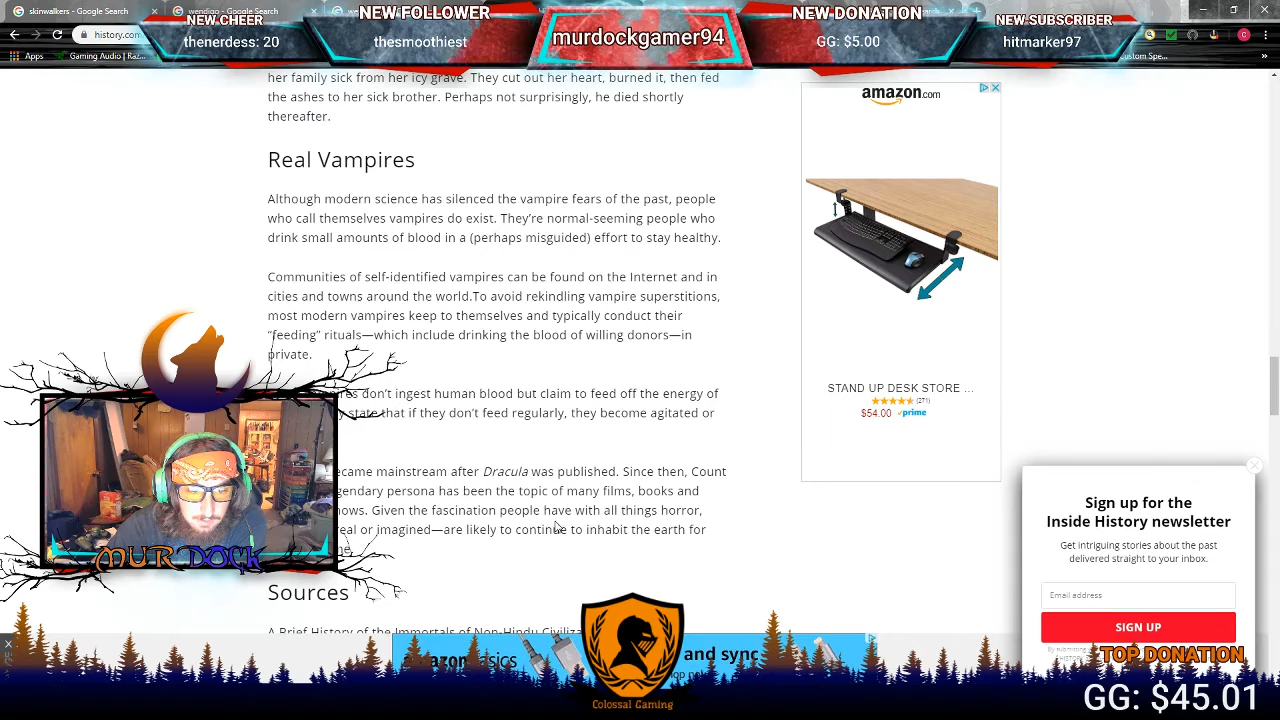 skinwalkers - Google Search
wendigo - Google Search
NEW CHEER
thenerdess: 20
NEW FOLLOWER
thesmoothiest
murdockgamer94
NEW DONATION
GG: $5.00
NEW SUBSCRIBER
hitmarker97
history.com
Apps
Gaming Audio | Raz...
Custom Spe...
her family sick from her icy grave. They cut out her heart, burned it, then fed
the ashes to her sick brother. Perhaps not surprisingly, he died shortly
thereafter.
Real Vampires
Although modern science has silenced the vampire fears of the past, people
who call themselves vampires do exist. They're normal-seeming people who
drink small amounts of blood in a (perhaps misguided) effort to stay healthy.
Communities of self-identified vampires can be found on the Internet and in
cities and towns around the world.To avoid rekindling vampire superstitions,
most modern vampires keep to themselves and typically conduct their
“feeding” rituals—which include drinking the blood of willing donors—in
private.
don't ingest human blood but claim to feed off the energy of
state that if they don't feed regularly, they become agitated or
became mainstream after Dracula was published. Since then, Count
legendary persona has been the topic of many films, books and
shows. Given the fascination people have with all things horror,
real or imagined—are likely to continue to inhabit the earth for
Sources
A Brief History of the Immortals of Non-Hindu
amazon.com
STAND UP DESK STORE ...
(271)
$54.00 prime
Sign up for the
Inside History newsletter
Get intriguing stories about the past
delivered straight to your inbox.
Email address
SIGN UP
By submitting
TOP DONATION
GG: $45.01
MURDOCK
and sync
Colossal Gaming